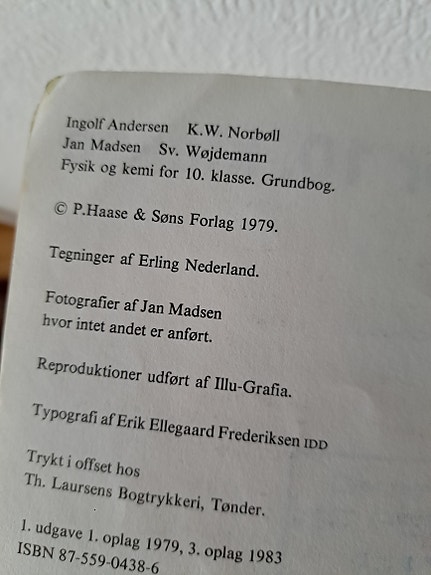 Ingolf Andersen K.W. Norbøll
Jan Madsen Sv. Wøjdemann
Fysik og kemi for 10. klasse. Grundbog.
© P.Haase & Søns Forlag 1979.
Tegninger af Erling Nederland.
Fotografier af Jan Madsen
hvor intet andet er anført.
Reproduktioner udført af Illu-Grafia.
Typografi af Erik Ellegaard Frederiksen IDD
Trykt i offset hos
Th. Laursens Bogtrykkeri, Tønder.
1. udgave 1. oplag 1979, 3. oplag 1983
ISBN 87-559-0438-6